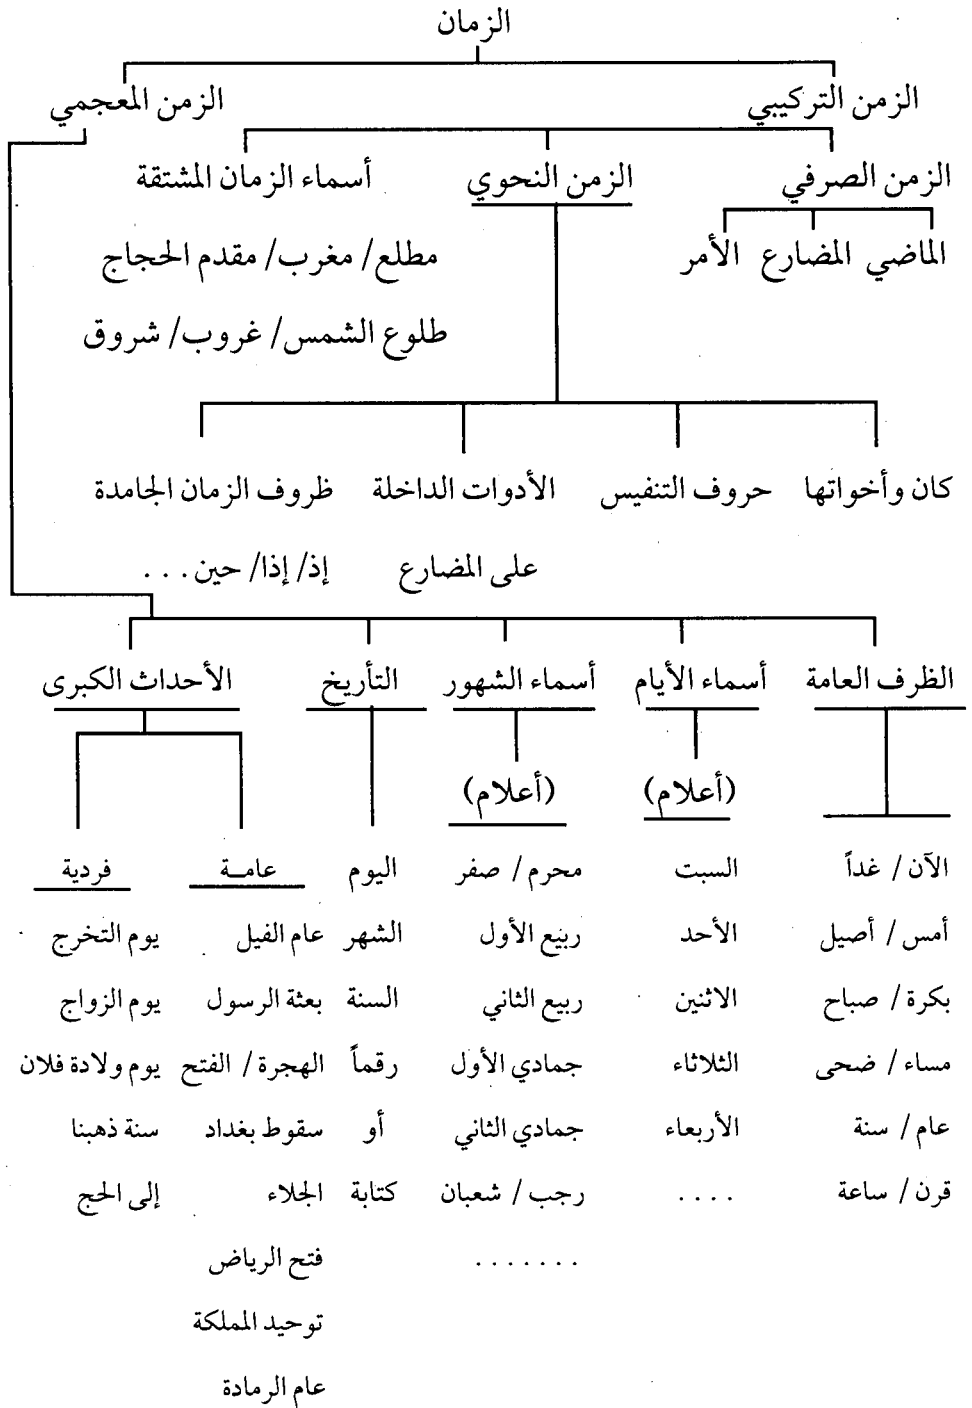 الزمان
الزمن التركيبي الزمن المعجمي
الزمن الصرفي الزمن النحوي أسماء الزمان المشتقة
الماضي المضارع الأمر مطلع/ مغرب/ مقدم الحجاج
طلوع الشمس/ غروب/ شروق
كان وأخواتها حروف التنفيس الأدوات الداخلة ظروف الزمان الجامدة
على المضارع إذ/ إذا/ حين . . .
الظرف العامة أسماء الأيام أسماء الشهور التأريخ الأحداث الكبرى
(أعلام) (أعلام)
الآن / غداً السبت محرم / صفر اليوم عامة فردية
أمس / أصيل الأحد ربيع الأول الشهر عام الفيل يوم التخرج
بكرة / صباح الاثنين ربيع الثاني السنة بعثة الرسول يوم الزواج
مساء / ضحى الثلاثاء جمادي الأول رقماً الهجرة / الفتح يوم ولادة فلان
عام / سنة الأربعاء جمادي الثاني أو سقوط بغداد سنة ذهبنا
قرن / ساعة . . . . رجب / شعبان كتابة الجلاء إلى الحج
. . . . . . . فتح الرياض
توحيد المملكة
عام الرمادة